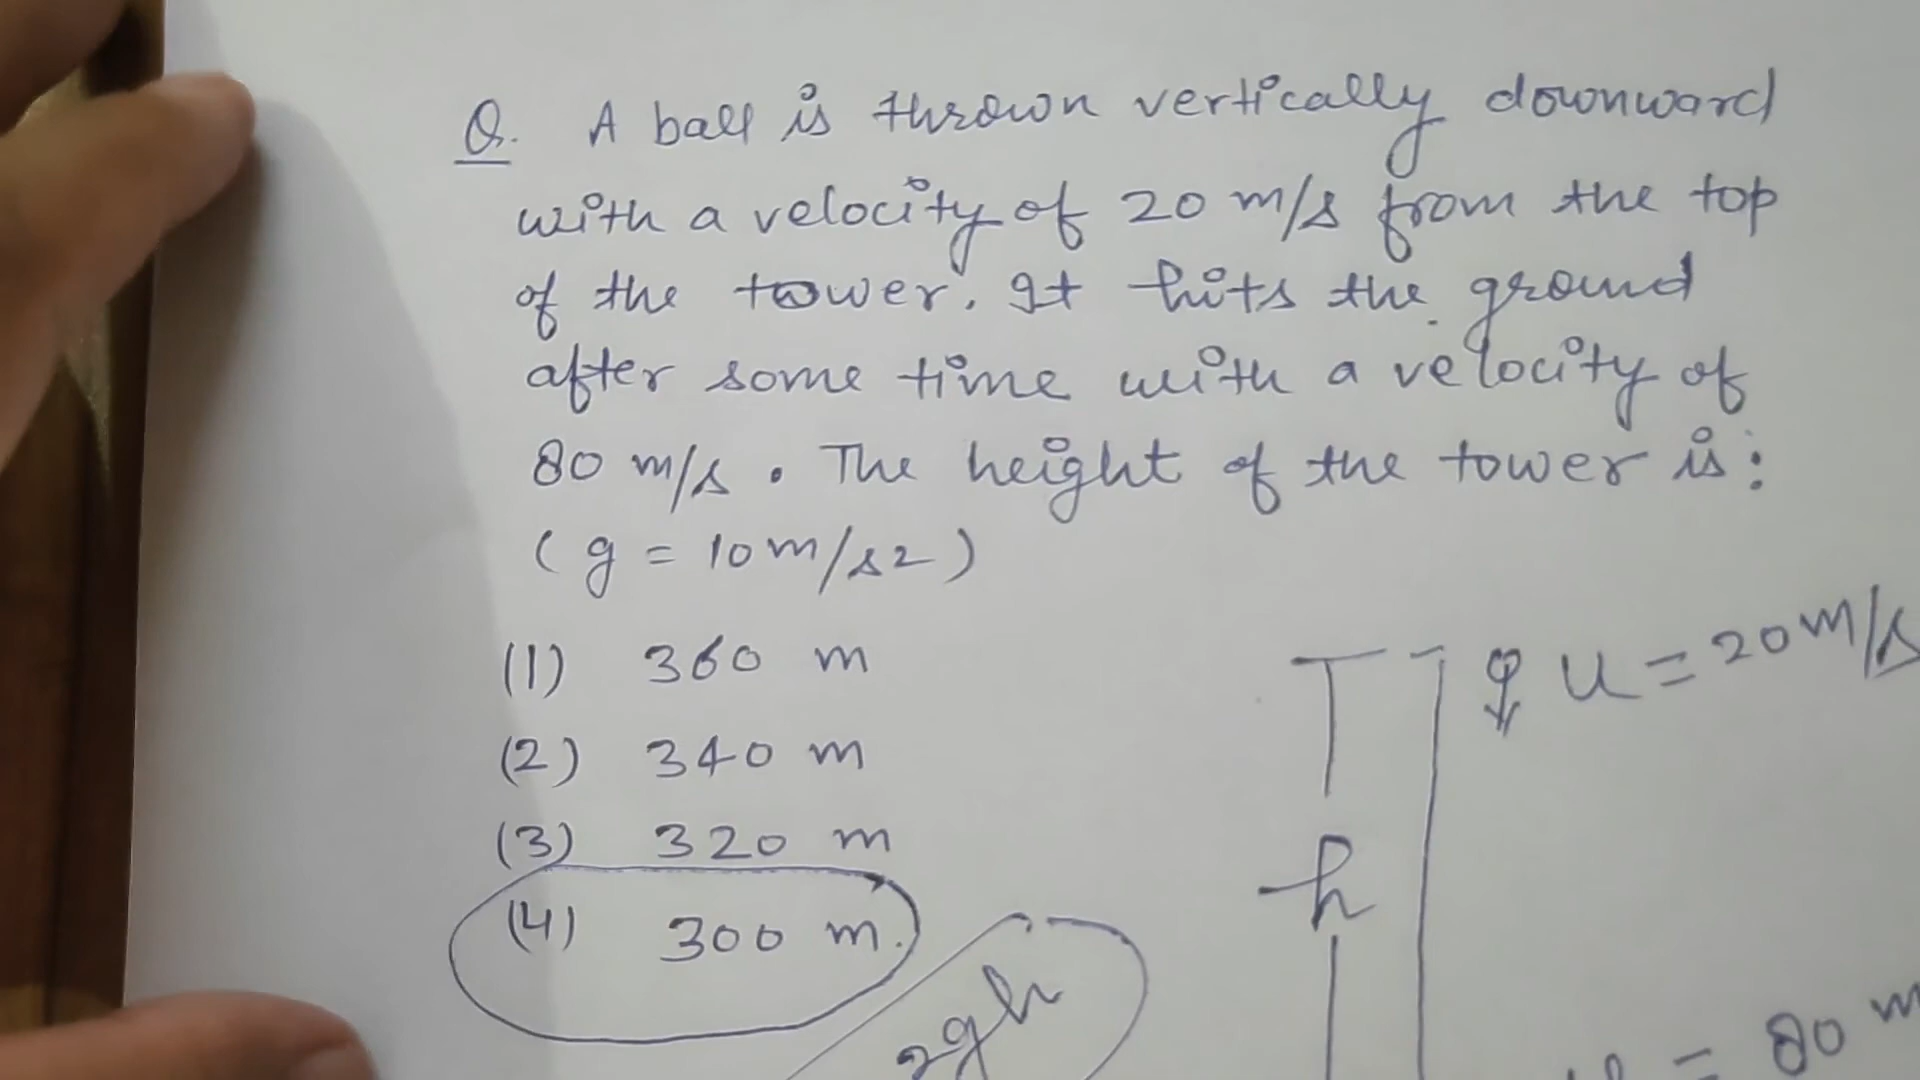 Q. A ball is thrown vertically downward
with a velocity of 20 m/s from the top
of the tower. It hits the ground
after some time with a velocity of
80 m/s. The height of the tower is:
(g = 10 m/s2)
(1) 360 m
(2) 340 m
(3) 320 m
(4) 300 m.
u = 20 m/s
h
2gh
= 80 m